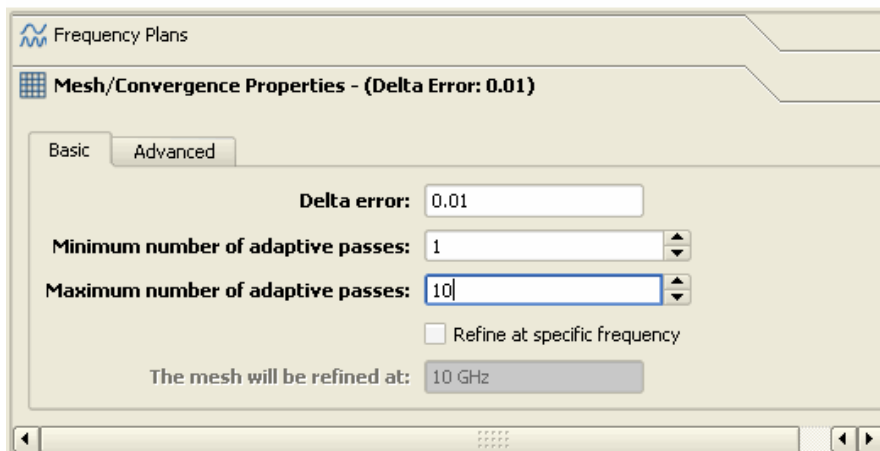 Frequency Plans
Mesh/Convergence Properties - (Delta Error: 0.01)
Basic Advanced
Delta error: 0.01
Minimum number of adaptive passes: 1
Maximum number of adaptive passes: 10
Refine at specific frequency
The mesh will be refined at: 10 GHz